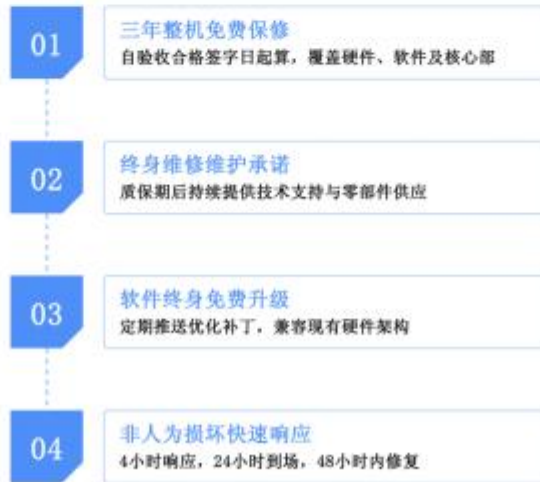 01
三年整机免费保修
自验收合格签字日起算，覆盖硬件、软件及核心部
02
终身维修维护承诺
质保期后持续提供技术支持与零部件供应
03
软件终身免费升级
定期推送优化补丁，兼容现有硬件架构
04
非人为损坏快速响应
4小时响应，24小时到场，48小时内修复